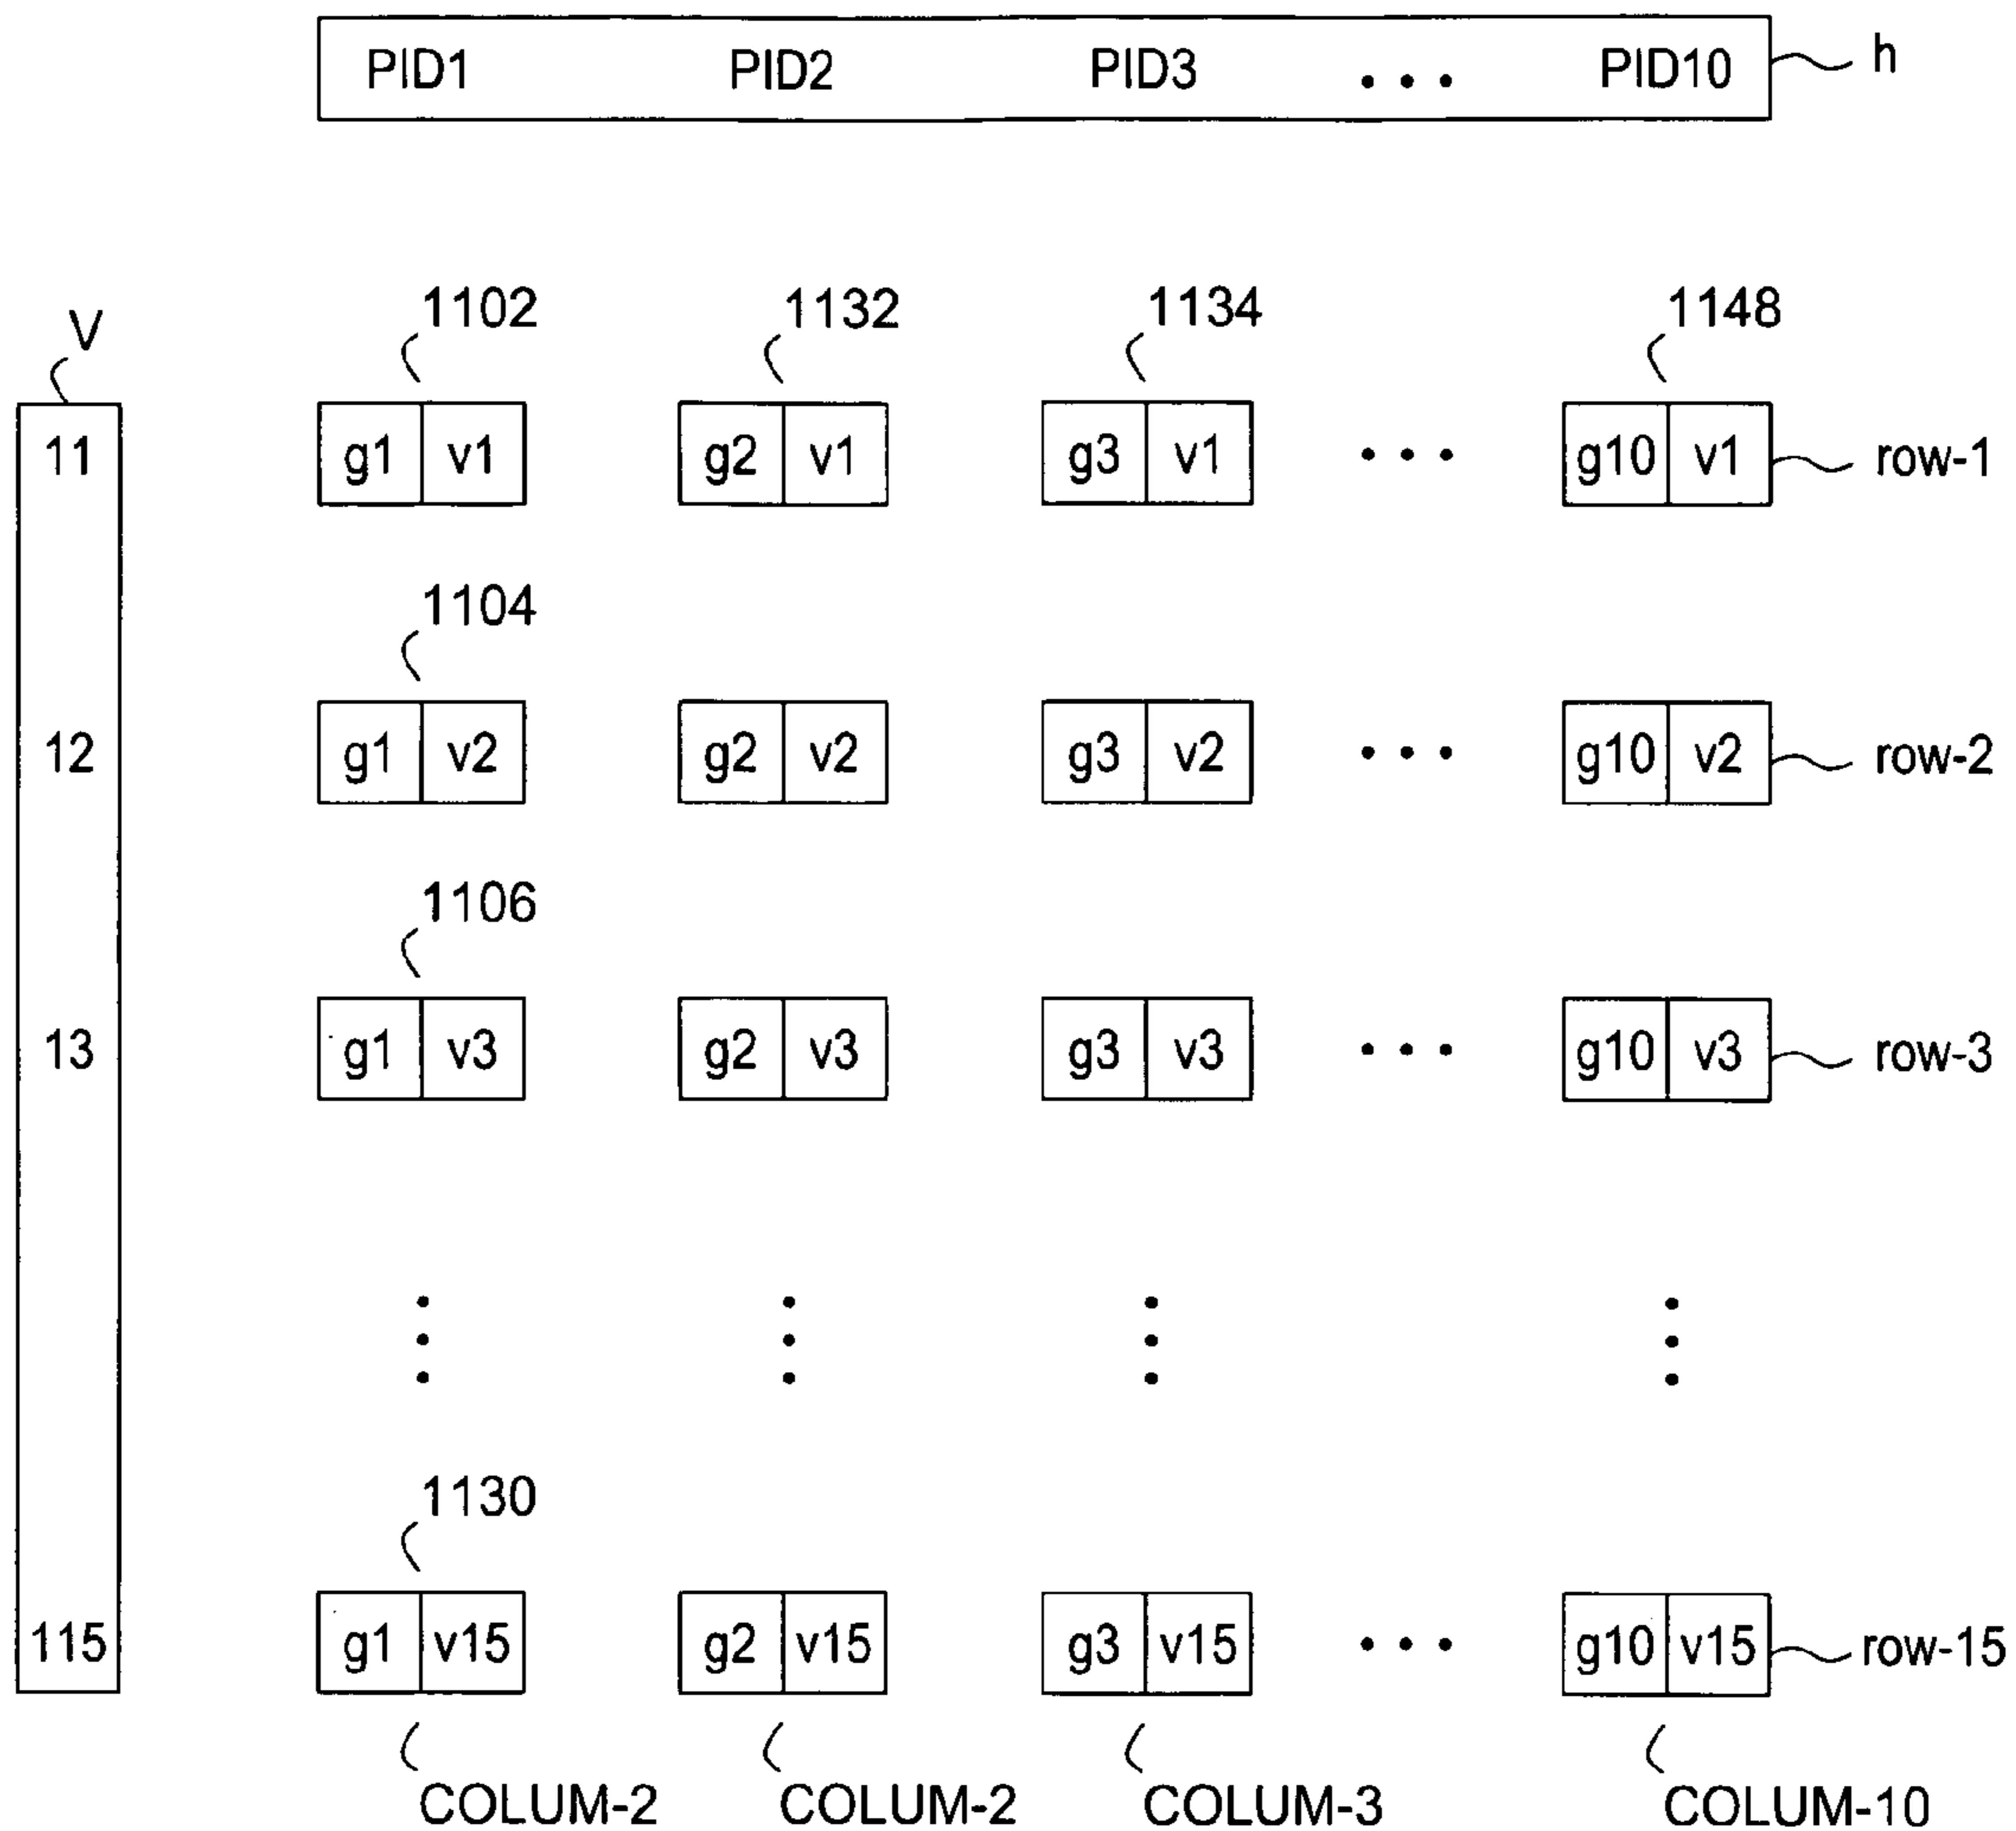 PID1 PID2 PID3 • • • PID10 h
1102 1132 1134 1148
V
11 g1 v1 g2 v1 g3 v1 • • • g10 v1 row-1
1104
12 g1 v2 g2 v2 g3 v2 • • • g10 v2 row-2
1106
13 g1 v3 g2 v3 g3 v3 • • • g10 v3 row-3
1130
115 g1 v15 g2 v15 g3 v15 • • • g10 v15 row-15
COLUM-2 COLUM-2 COLUM-3 COLUM-10